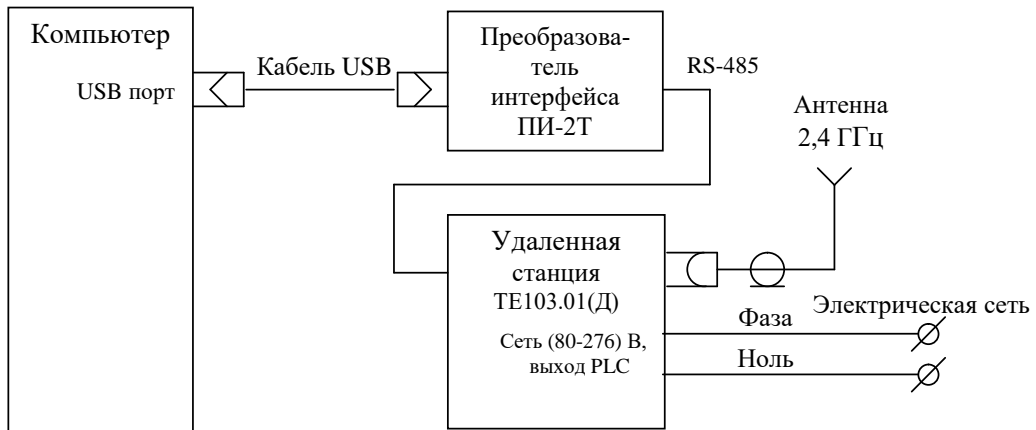 Компьютер
USB порт
Кабель USB
Преобразова-
тель
интерфейса
ПИ-2Т
RS-485
Антенна
2,4 ГГц
Удаленная
станция
ТЕ103.01(Д)
Сеть (80-276) В,
выход PLC
Электрическая сеть
Фаза
Ноль